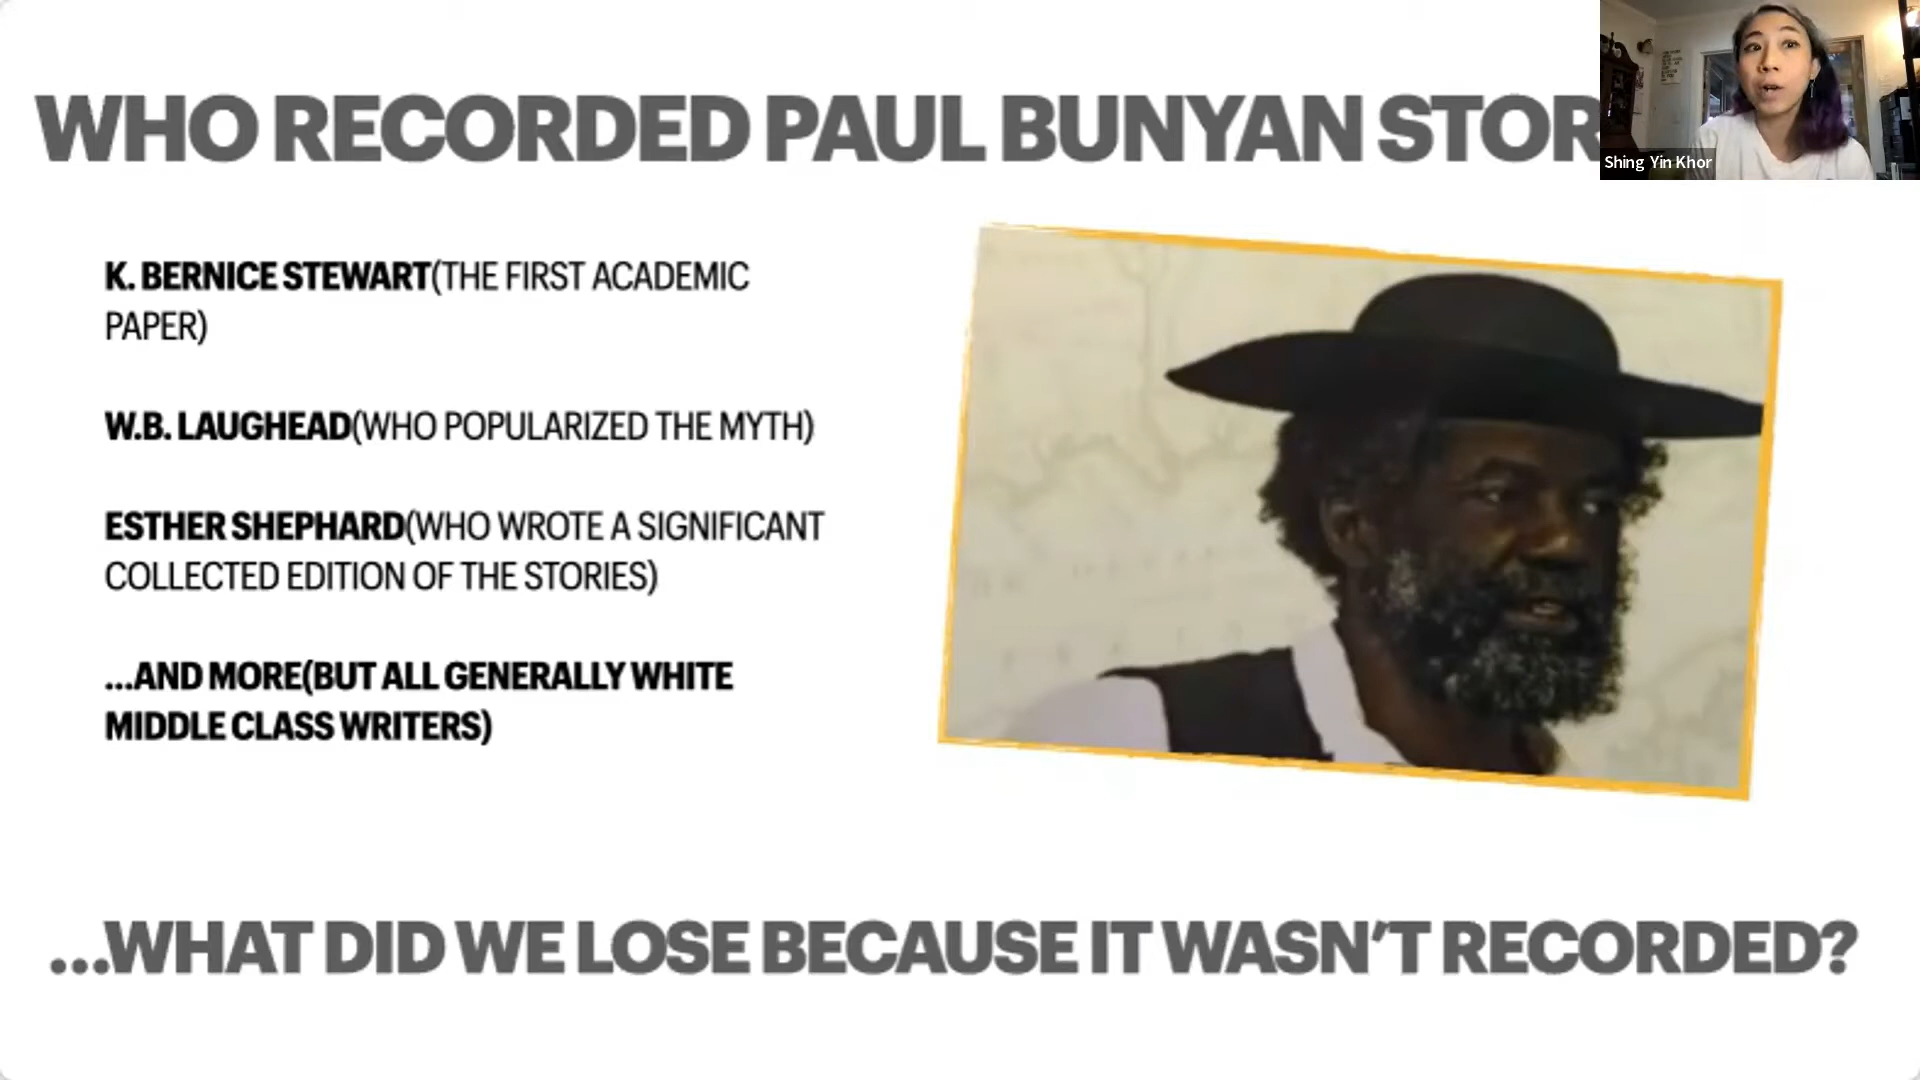 WHO RECORDED PAUL BUNYAN STOR
Shing Yin Khor
K. BERNICE STEWART(THE FIRST ACADEMIC
PAPER)
W.B. LAUGHEAD(WHO POPULARIZED THE MYTH)
ESTHER SHEPHARD(WHO WROTE A SIGNIFICANT
COLLECTED EDITION OF THE STORIES)
...AND MORE(BUT ALL GENERALLY WHITE
MIDDLE CLASS WRITERS)
...WHAT DID WE LOSE BECAUSE IT WASN'T RECORDED?